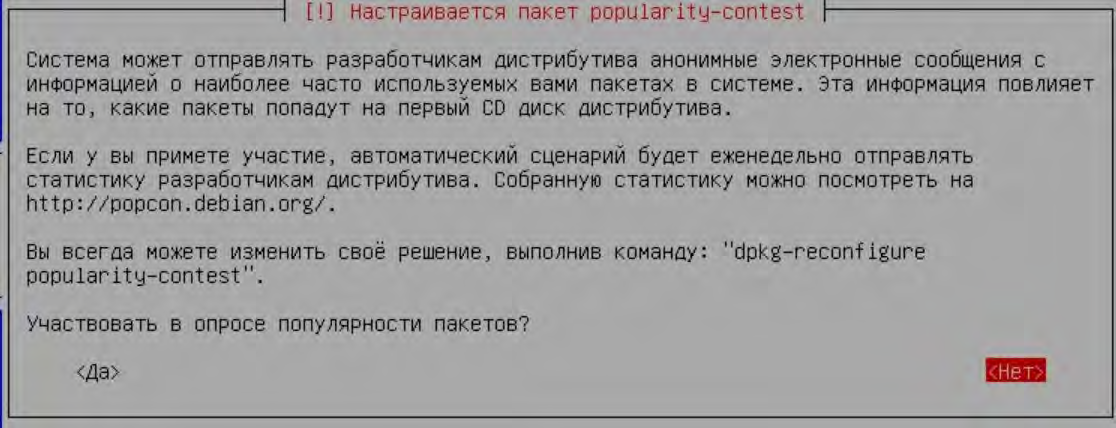 [!] Настраивается пакет popularity-contest
Система может отправлять разработчикам дистрибутива анонимные электронные сообщения с
информацией о наиболее часто используемых вами пакетах в системе. Эта информация повлияет
на то, какие пакеты попадут на первый CD диск дистрибутива.
Если у вы примете участие, автоматический сценарий будет еженедельно отправлять
статистику разработчикам дистрибутива. Собранную статистику можно посмотреть на
http://popcon.debian.org/.
Вы всегда можете изменить своё решение, выполнив команду: "dpkg-reconfigure
popularity-contest".
Участвовать в опросе популярности пакетов?
<Да> <Нет>